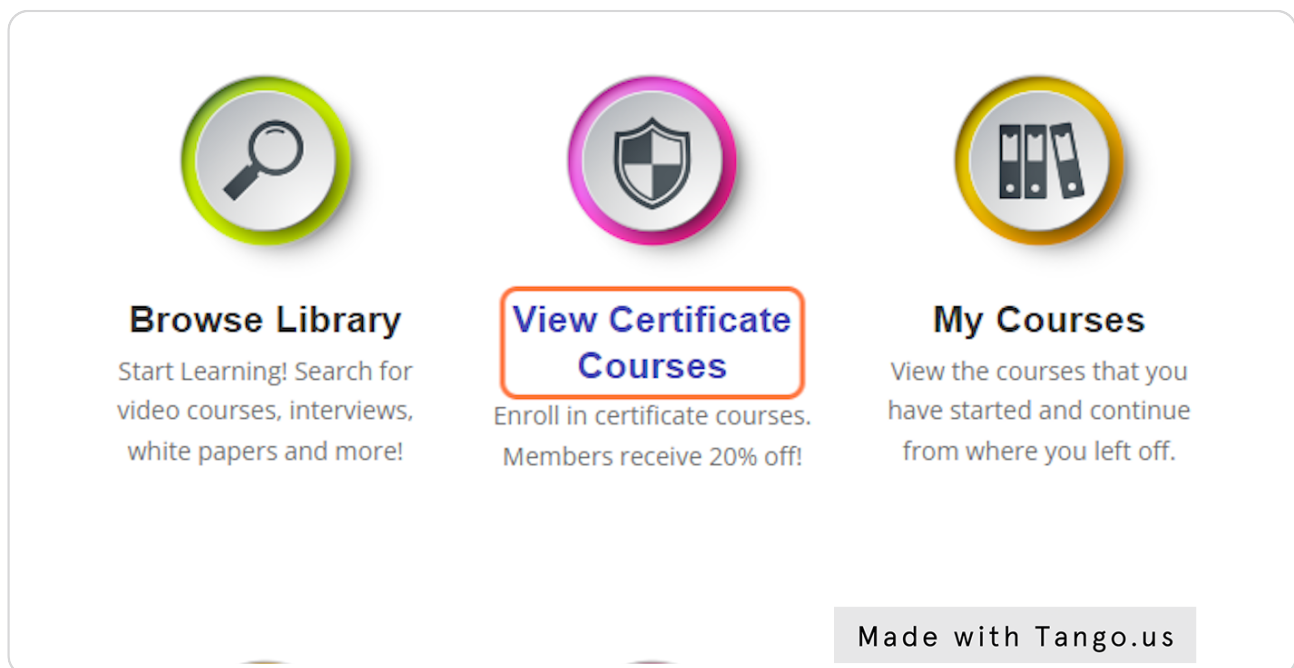 Browse Library
Start Learning! Search for
video courses, interviews,
white papers and more!
View Certificate
Courses
Enroll in certificate courses.
Members receive 20% off!
My Courses
View the courses that you
have started and continue
from where you left off.
Made with Tango.us